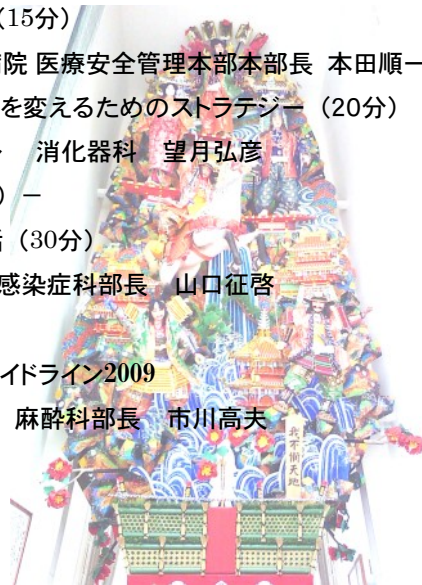 （15分）
院 医療安全管理本部本部長 本田順一
を変えるためのストラテジー（20分）
消化器科 望月弘彦
）－
（30分）
感染症科部長 山口征啓
イドライン2009
麻酔科部長 市川高夫